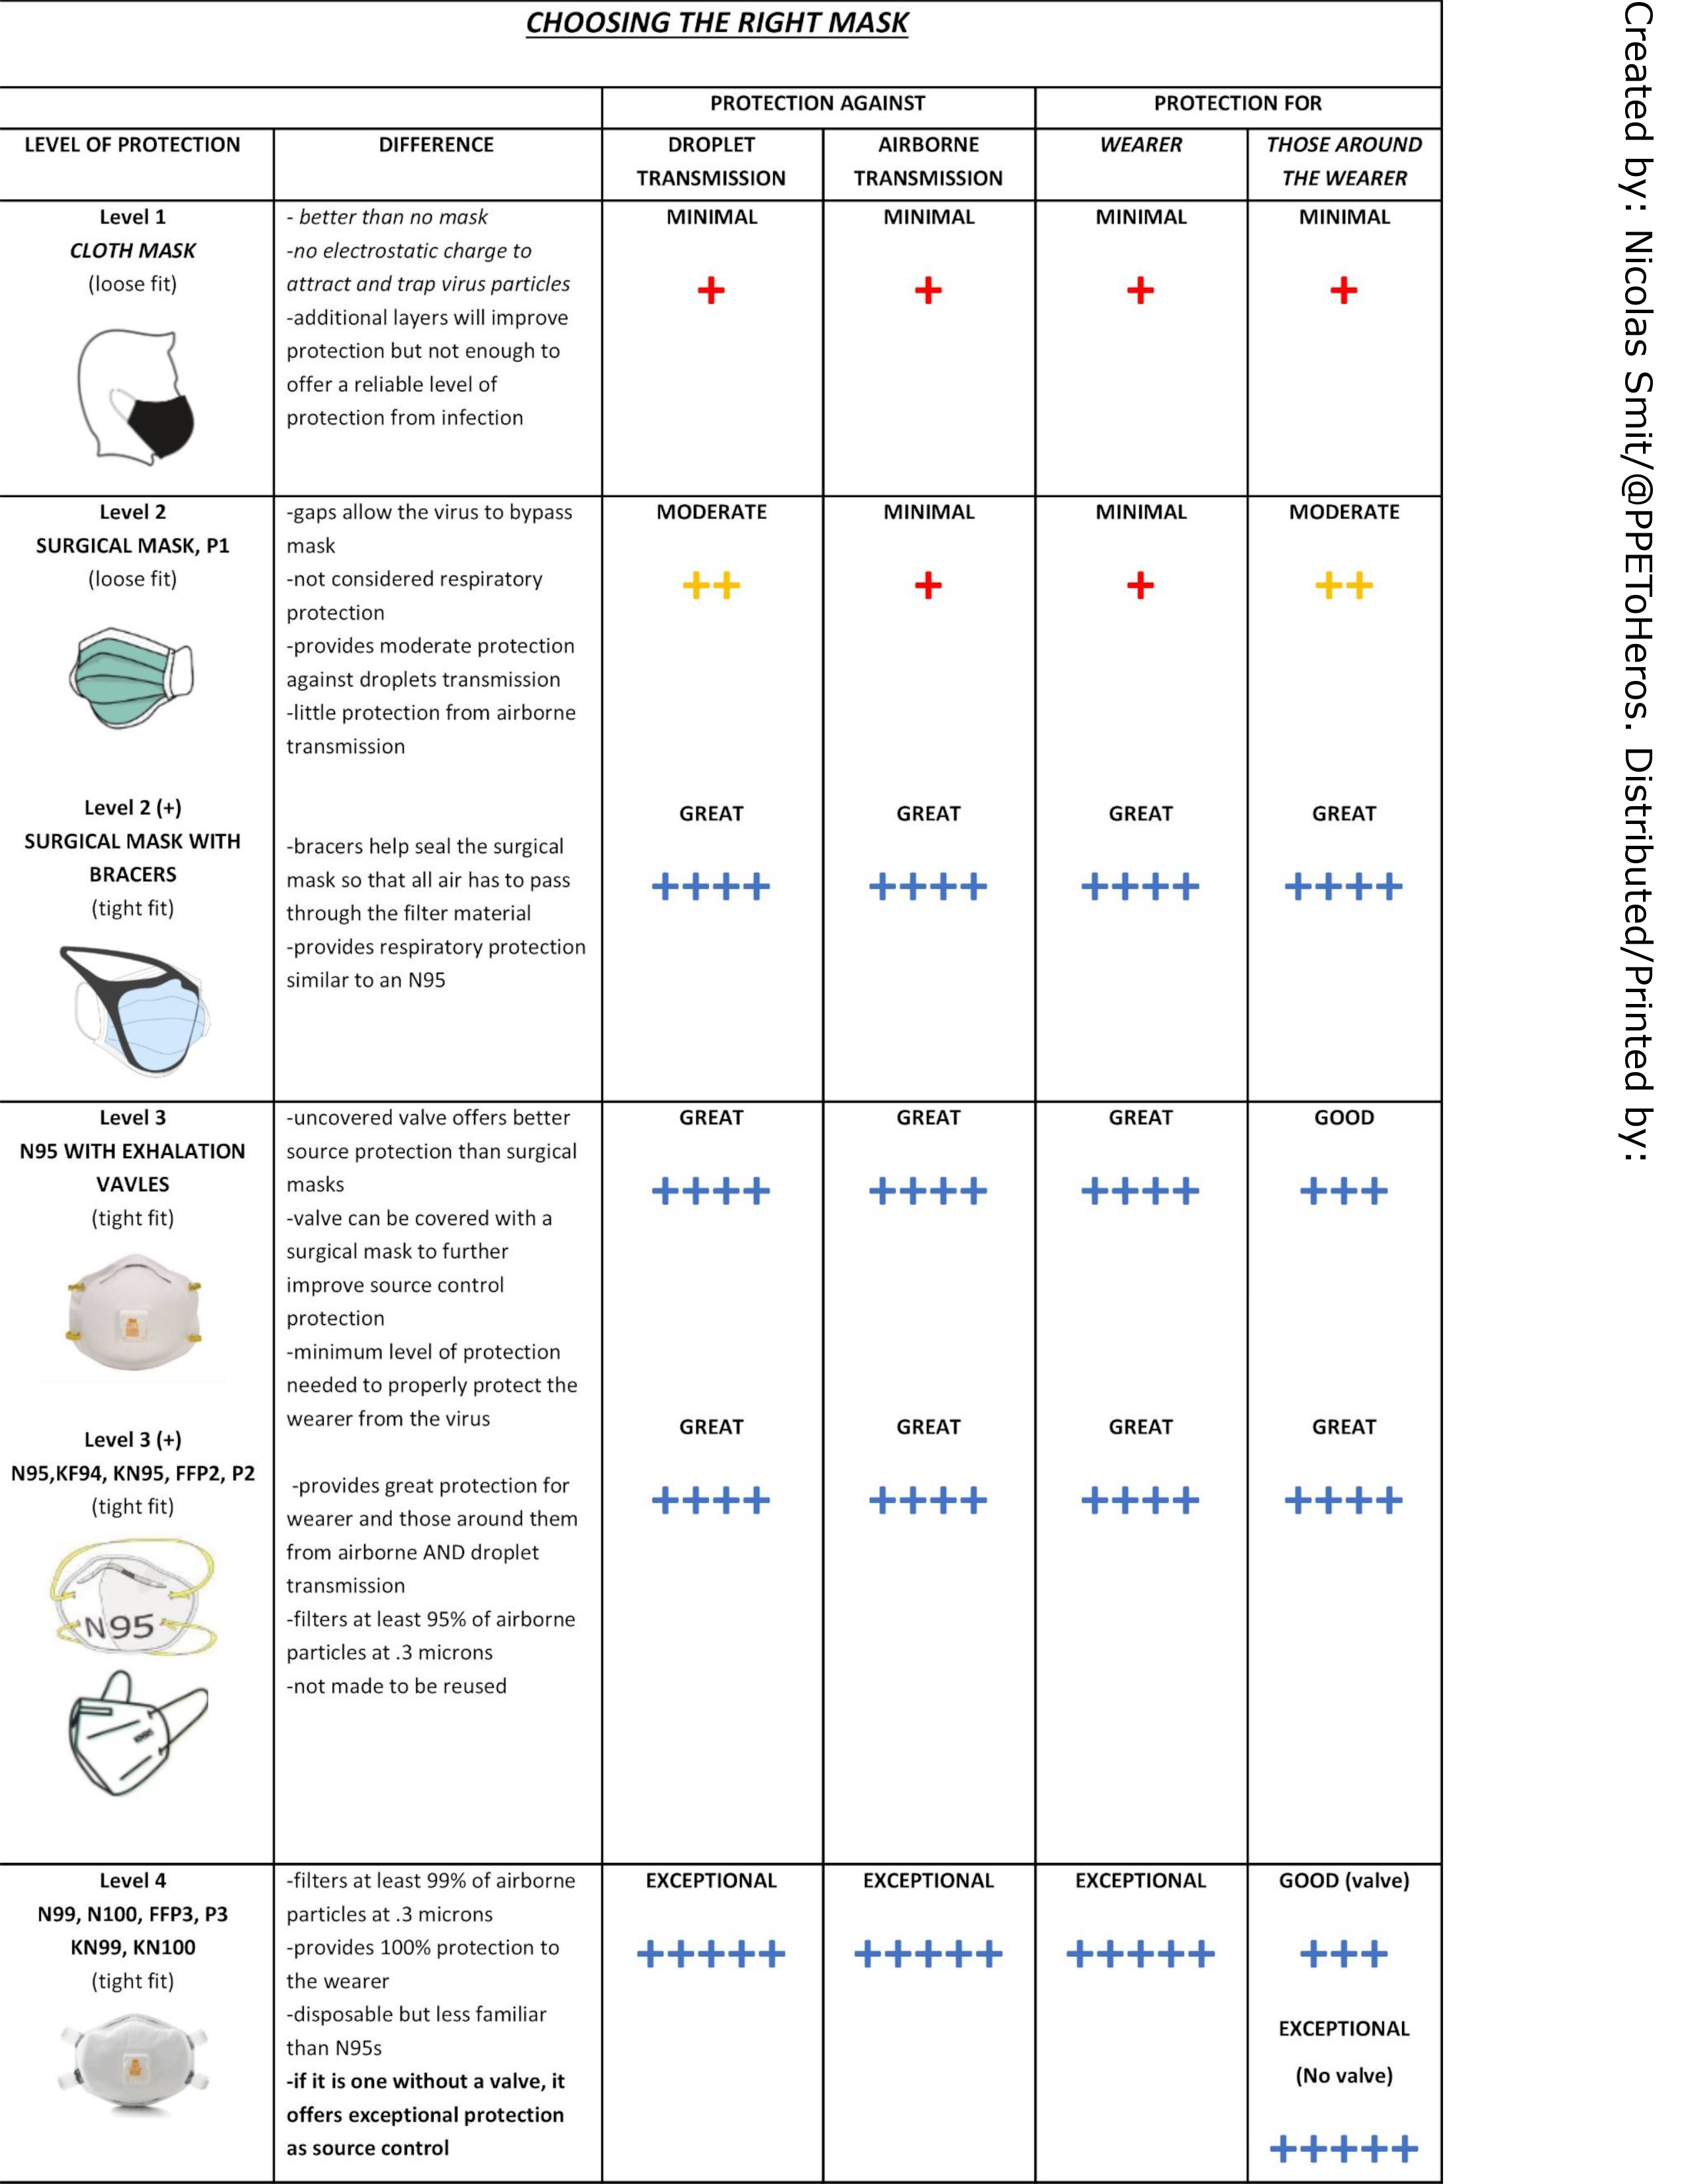 CHOOSING THE RIGHT MASK
PROTECTION AGAINST
PROTECTION FOR
LEVEL OF PROTECTION
DIFFERENCE
DROPLET
TRANSMISSION
AIRBORNE
TRANSMISSION
WEARER
THOSE AROUND
THE WEARER
Level 1
CLOTH MASK
(loose fit)
- better than no mask
-no electrostatic charge to
attract and trap virus particles
-additional layers will improve
protection but not enough to
offer a reliable level of
protection from infection
MINIMAL
+
MINIMAL
+
MINIMAL
+
MINIMAL
+
Level 2
SURGICAL MASK, P1
(loose fit)
-gaps allow the virus to bypass
mask
-not considered respiratory
protection
-provides moderate protection
against droplets transmission
-little protection from airborne
transmission
MODERATE
++
MINIMAL
+
MINIMAL
+
MODERATE
++
Level 2 (+)
SURGICAL MASK WITH
BRACERS
(tight fit)
-bracers help seal the surgical
mask so that all air has to pass
through the filter material
-provides respiratory protection
similar to an N95
GREAT
++++
GREAT
++++
GREAT
++++
GREAT
++++
Level 3
N95 WITH EXHALATION
VAVLES
(tight fit)
-uncovered valve offers better
source protection than surgical
masks
-valve can be covered with a
surgical mask to further
improve source control
protection
-minimum level of protection
needed to properly protect the
wearer from the virus
GREAT
++++
GREAT
++++
GREAT
++++
GOOD
+++
Level 3 (+)
N95,KF94, KN95, FFP2, P2
(tight fit)
N95
KN95
-provides great protection for
wearer and those around them
from airborne AND droplet
transmission
-filters at least 95% of airborne
particles at .3 microns
-not made to be reused
GREAT
++++
GREAT
++++
GREAT
++++
GREAT
++++
Level 4
N99, N100, FFP3, P3
KN99, KN100
(tight fit)
-filters at least 99% of airborne
particles at .3 microns
-provides 100% protection to
the wearer
-disposable but less familiar
than N95s
-if it is one without a valve, it
offers exceptional protection
as source control
EXCEPTIONAL
+++++
EXCEPTIONAL
+++++
EXCEPTIONAL
+++++
GOOD (valve)
+++
EXCEPTIONAL
(No valve)
+++++
Created by: Nicolas Smit/@PPEToHeros. Distributed/Printed by: